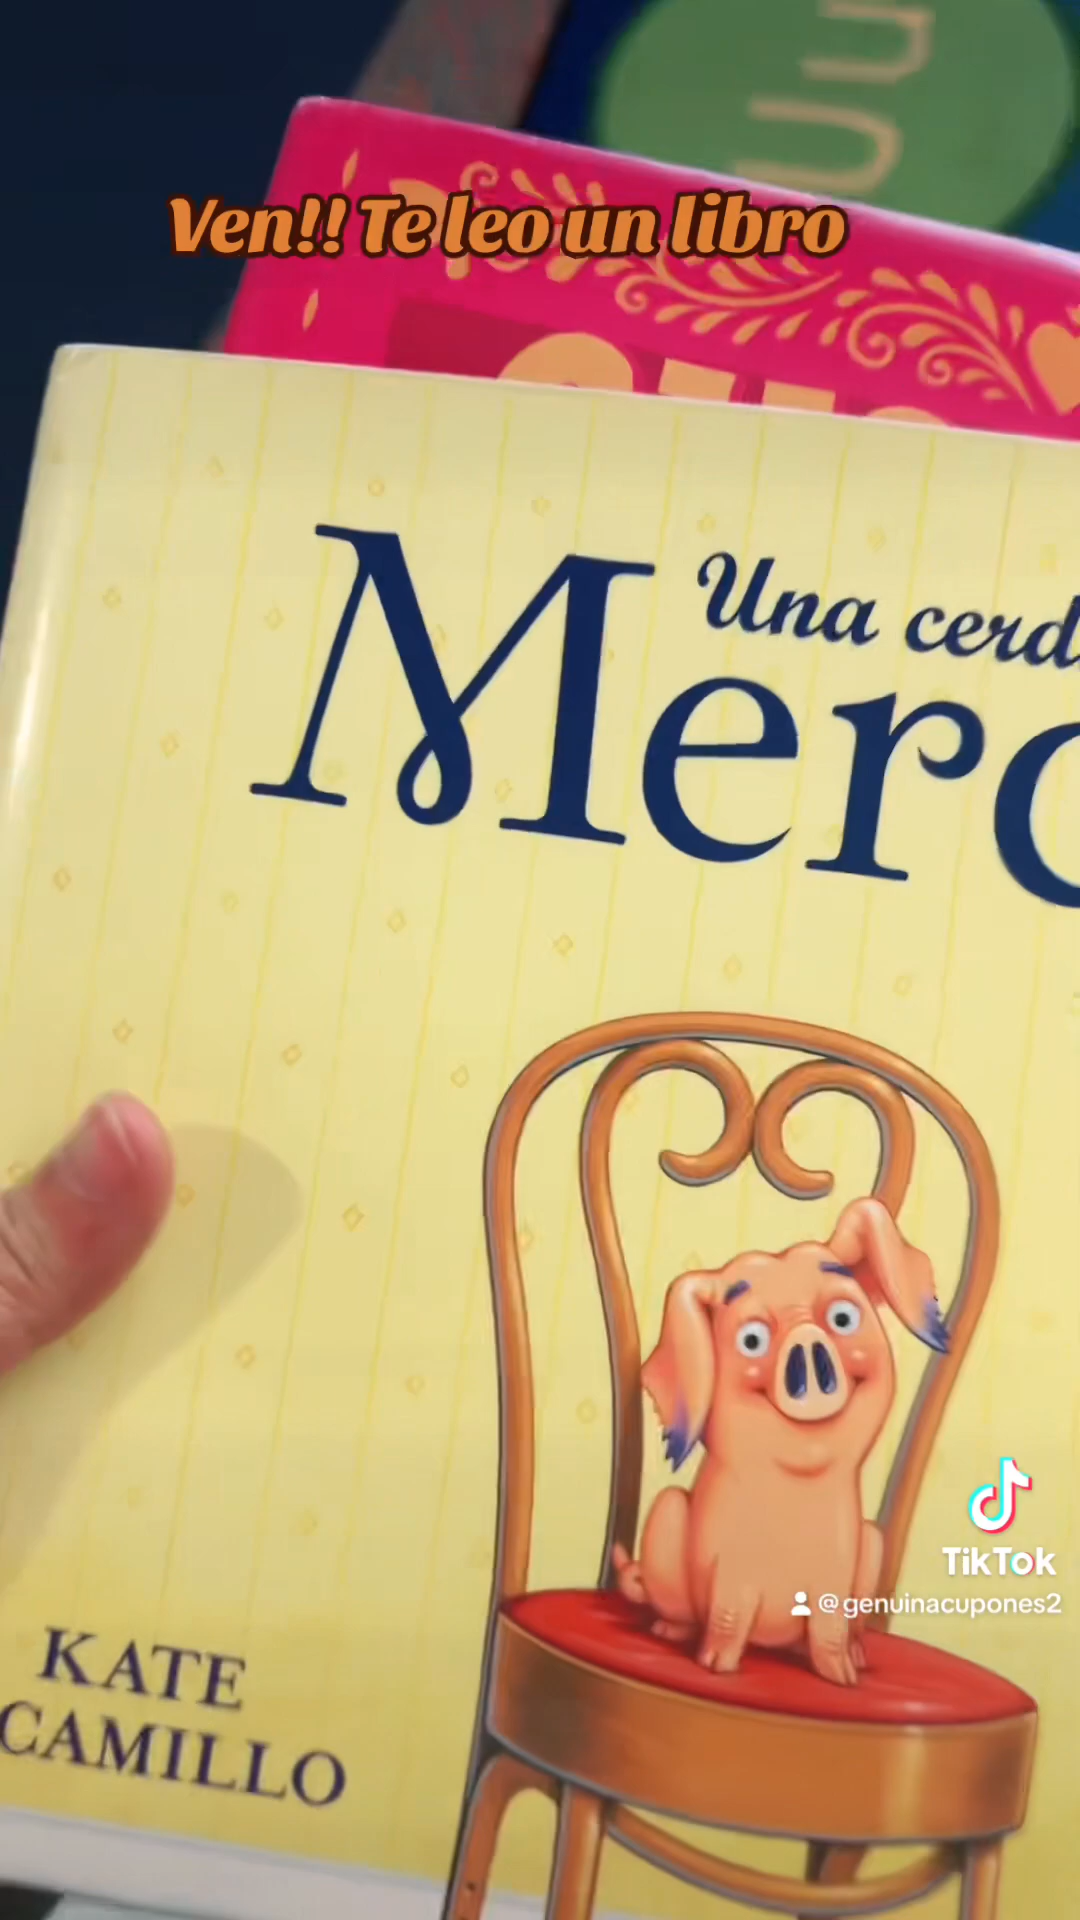 Ven!! Te leo un libro
Una cerd
Merc
KATE
CAMILLO
TikTok
@genuinacupones2